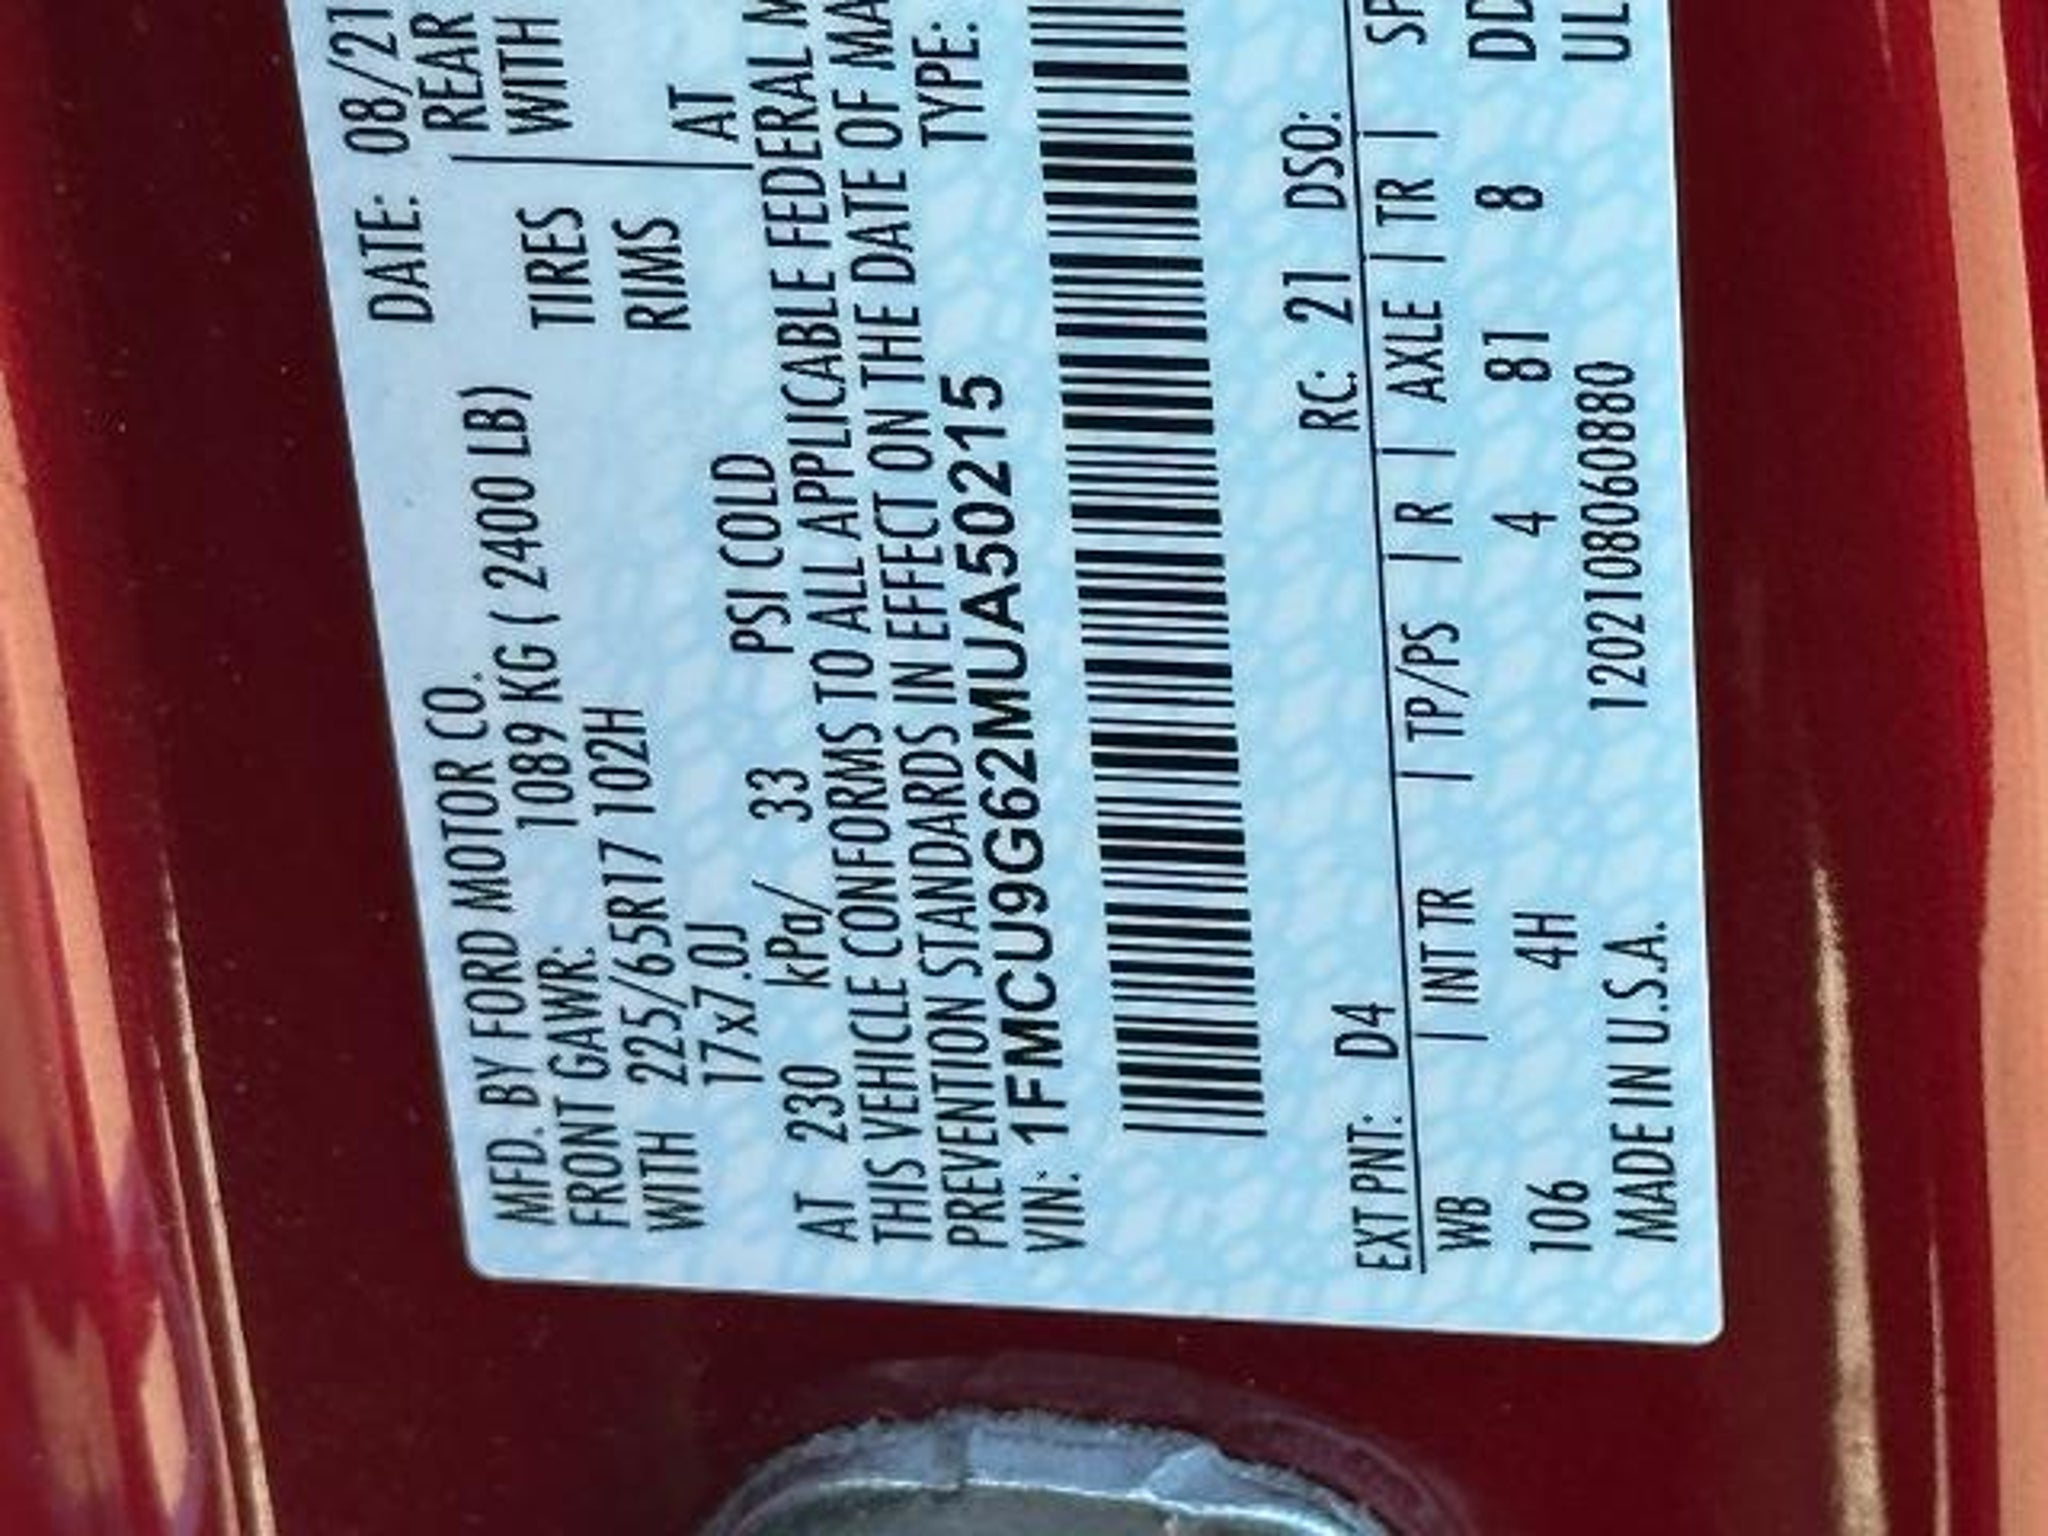 MFD. BY FORD MOTOR CO. DATE: 08/21
FRONT GAWR: 1089 KG ( 2400 LB) REAR
WITH 225/65R17 102H TIRES WITH
17x7.0J RIMS
AT 230 kPa/ 33 PSI COLD AT
THIS VEHICLE CONFORMS TO ALL APPLICABLE FEDERAL M
PREVENTION STANDARDS IN EFFECT ON THE DATE OF MA
VIN: 1FMCU9G62MUA50215 TYPE:
EXT PNT: D4 RC: 21 DSO:
WB | INT TR | TP/PS | R | AXLE | TR | SP
106 4H 4 81 8 DD
MADE IN U.S.A. 1202108060880 UL